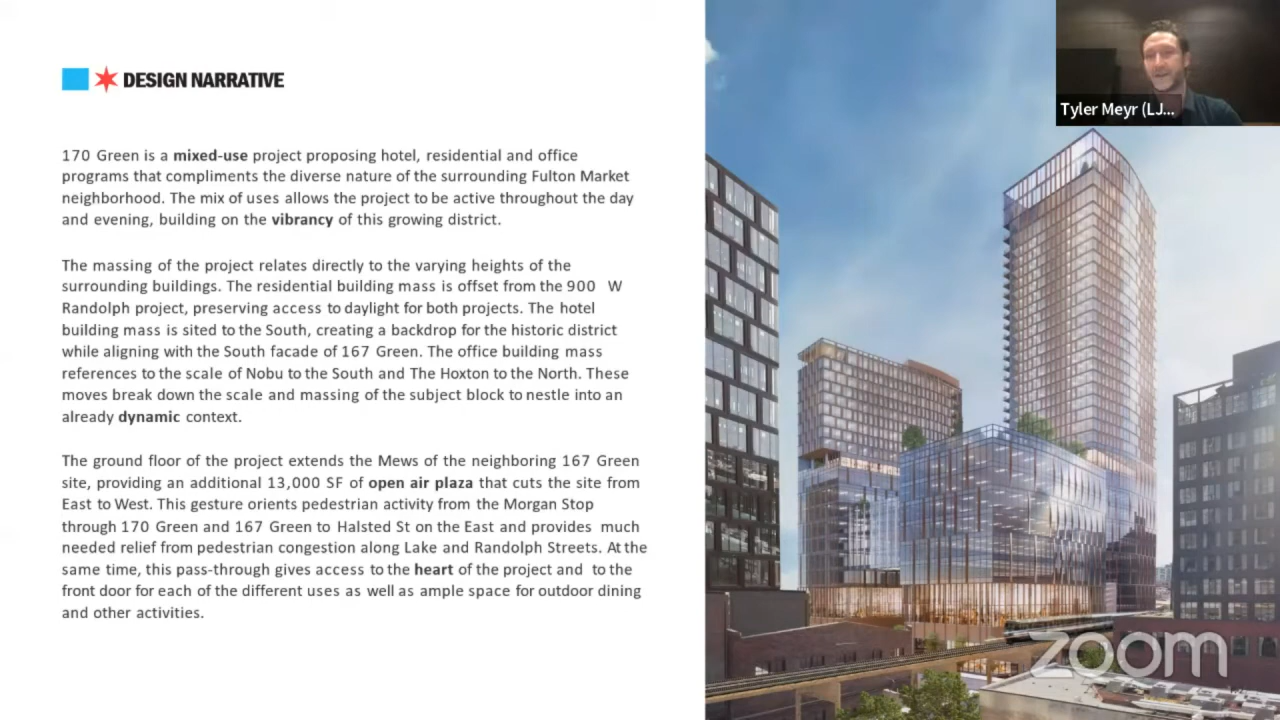 DESIGN NARRATIVE
170 Green is a mixed-use project proposing hotel, residential and office
programs that compliments the diverse nature of the surrounding Fulton Market
neighborhood. The mix of uses allows the project to be active throughout the day
and evening, building on the vibrancy of this growing district.
The massing of the project relates directly to the varying heights of the
surrounding buildings. The residential building mass is offset from the 900 W
Randolph project, preserving access to daylight for both projects. The hotel
building mass is sited to the South, creating a backdrop for the historic district
while aligning with the South facade of 167 Green. The office building mass
references to the scale of Nobu to the South and The Hoxton to the North. These
moves break down the scale and massing of the subject block to nestle into an
already dynamic context.
The ground floor of the project extends the Mews of the neighboring 167 Green
site, providing an additional 13,000 SF of open air plaza that cuts the site from
East to West. This gesture orients pedestrian activity from the Morgan Stop
through 170 Green and 167 Green to Halsted St on the East and provides much
needed relief from pedestrian congestion along Lake and Randolph Streets. At the
same time, this pass-through gives access to the heart of the project and to the
front door for each of the different uses as well as ample space for outdoor dining
and other activities.
Tyler Meyr (LJ...
zoom